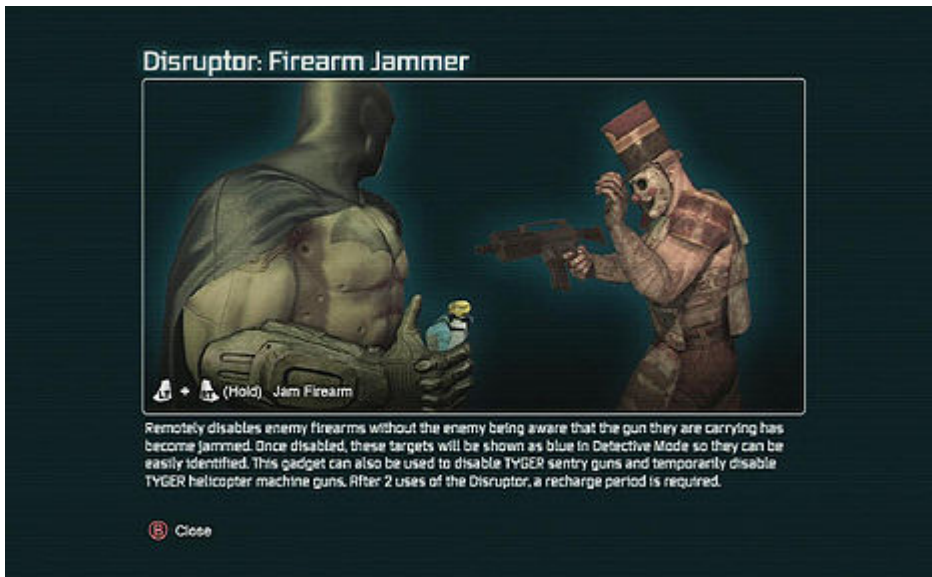 Disruptor: Firearm Jammer
LT + RT (Hold) Jam Firearm
Remotely disables enemy firearms without the enemy being aware that the gun they are carrying has
become jammed. Once disabled, these targets will be shown as blue in Detective Mode so they can be
easily identified. This gadget can also be used to disable TYGER sentry guns and temporarily disable
TYGER helicopter machine guns. After 2 uses of the Disruptor, a recharge period is required.
B Close